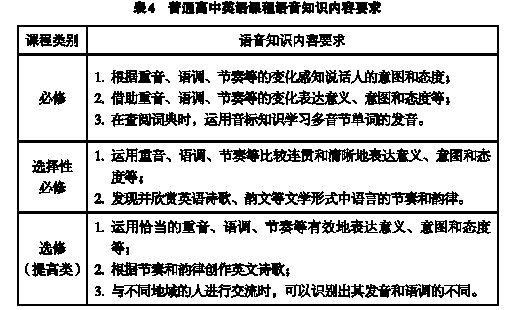 表4 普通高中英语课程语音知识内容要求
课程类别 语音知识内容要求
必修
1. 根据重音、语调、节奏等的变化感知说话人的意图和态度；
2. 借助重音、语调、节奏等的变化表达意义、意图和态度等；
3. 在查阅词典时，运用音标知识学习多音节单词的发音。
选择性
必修
1. 运用重音、语调、节奏等比较连贯和清晰地表达意义、意图和态
度等；
2. 发现并欣赏英语诗歌、韵文等文学形式中语言的节奏和韵律。
选修
（提高类）
1. 运用恰当的重音、语调、节奏等有效地表达意义、意图和态度
等；
2. 根据节奏和韵律创作英文诗歌；
3. 与不同地域的人进行交流时，可以识别出其发音和语调的不同。